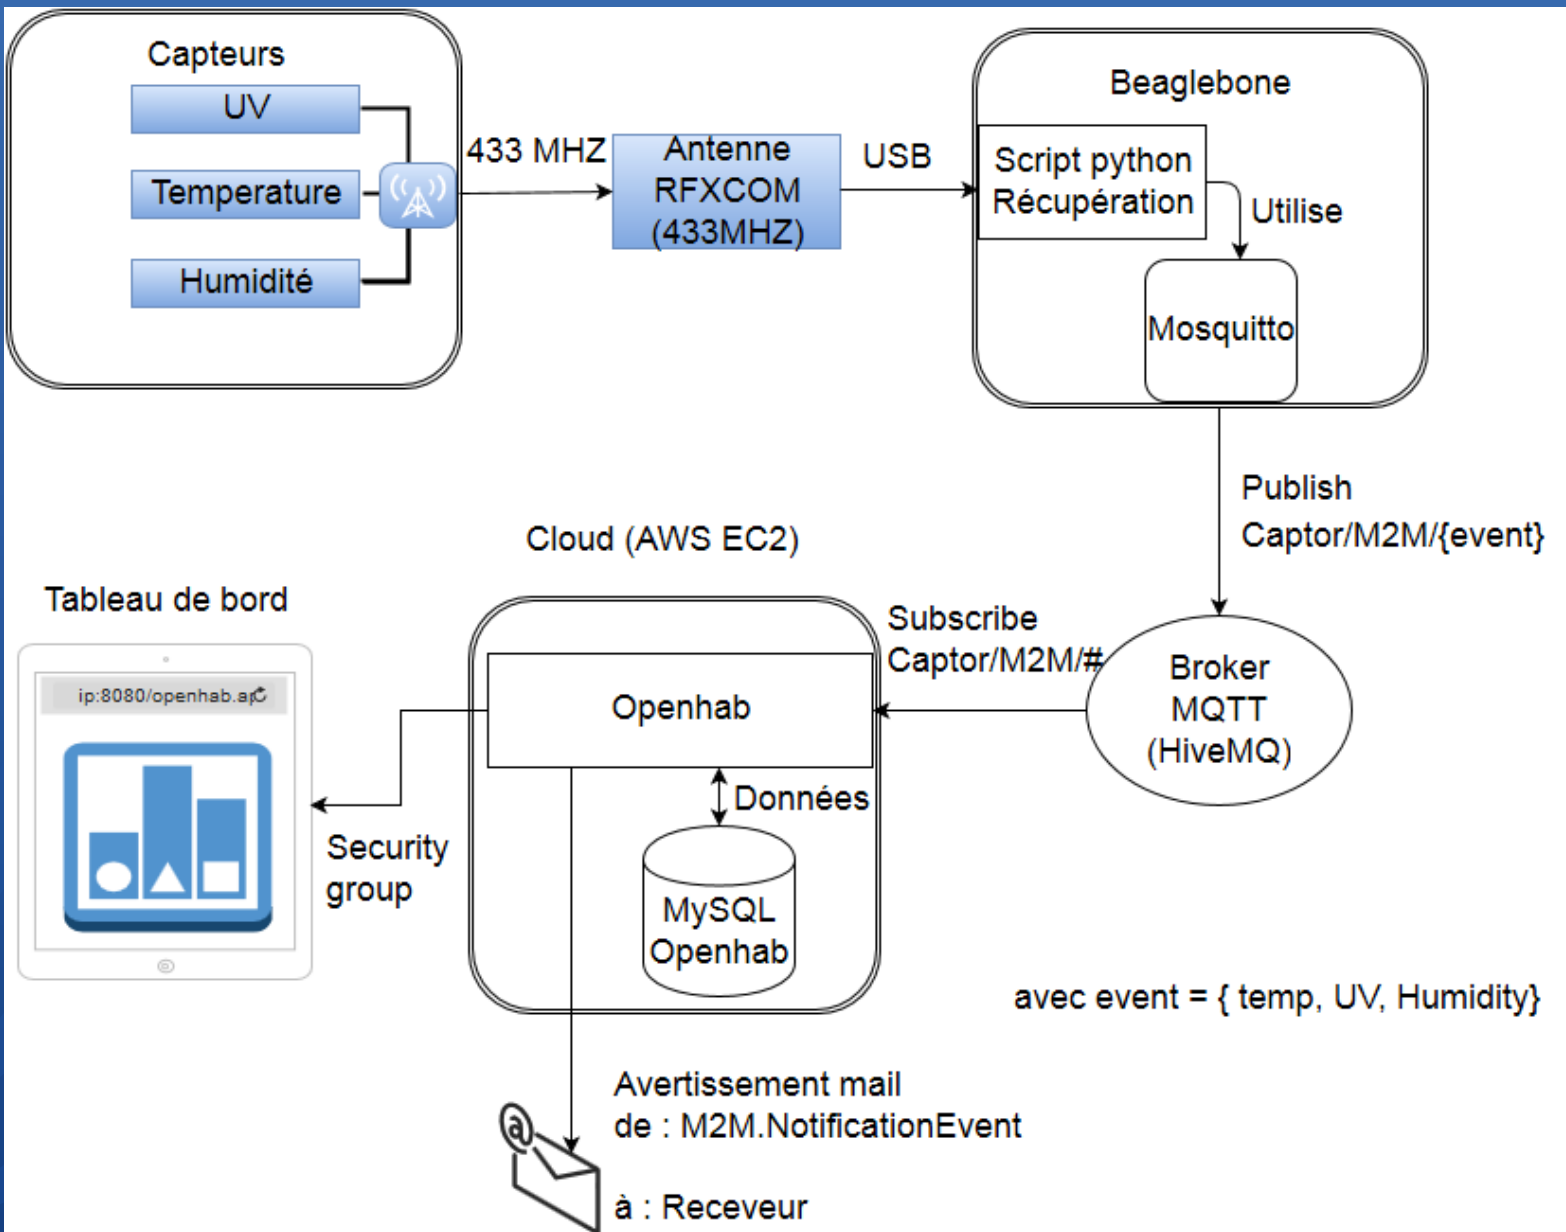 Capteurs
UV
Temperature
Humidité
433 MHZ
Antenne
RFXCOM
(433MHZ)
USB
Beaglebone
Script python
Récupération
Utilise
Mosquitto
Publish
Captor/M2M/{event}
Cloud (AWS EC2)
Tableau de bord
ip:8080/openhab.ap
Subscribe
Captor/M2M/#
Broker
MQTT
(HiveMQ)
Openhab
Données
MySQL
Openhab
Security
group
avec event = { temp, UV, Humidity}
Avertissement mail
de : M2M.NotificationEvent
à : Receveur
@